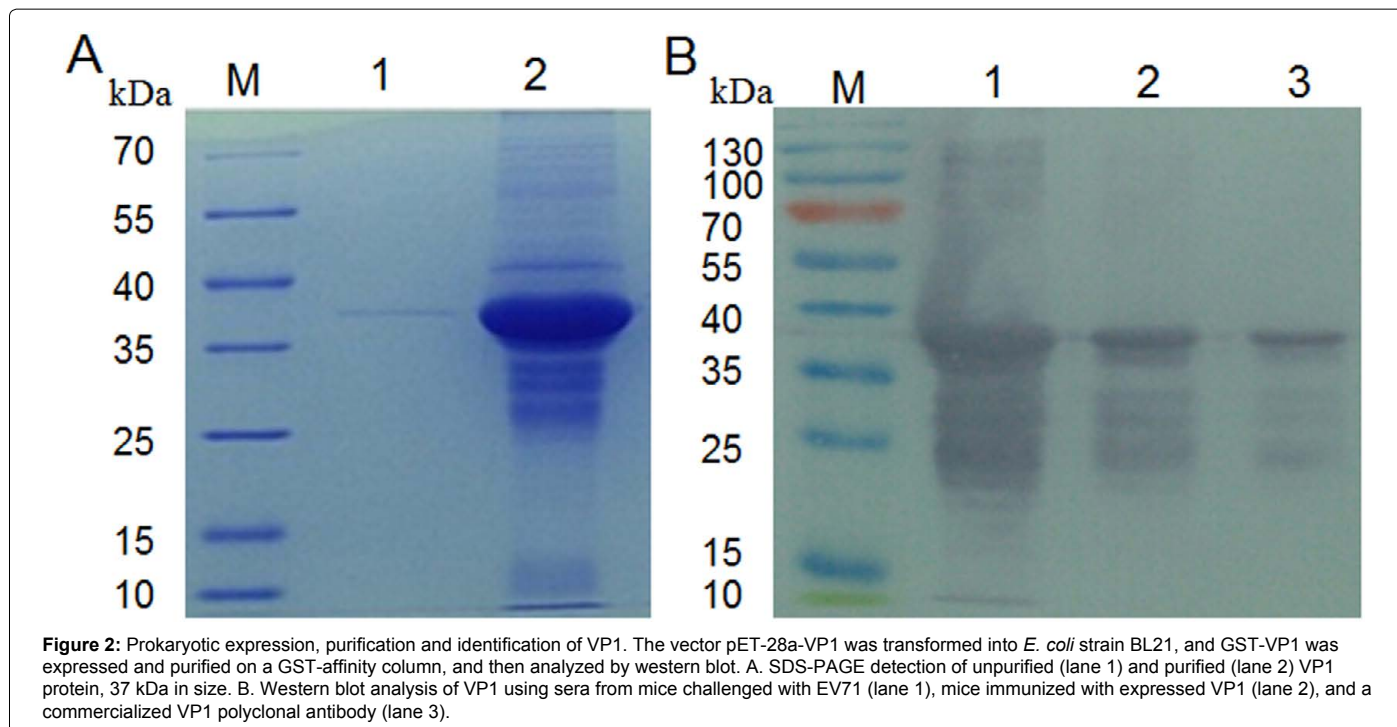 A
kDa
M 1 2
70
55
40
35
25
15
10
B
kDa
M 1 2 3
130
100
70
55
40
35
25
15
10
Figure 2: Prokaryotic expression, purification and identification of VP1. The vector pET-28a-VP1 was transformed into E. coli strain BL21, and GST-VP1 was
expressed and purified on a GST-affinity column, and then analyzed by western blot. A. SDS-PAGE detection of unpurified (lane 1) and purified (lane 2) VP1
protein, 37 kDa in size. B. Western blot analysis of VP1 using sera from mice challenged with EV71 (lane 1), mice immunized with expressed VP1 (lane 2), and a
commercialized VP1 polyclonal antibody (lane 3).